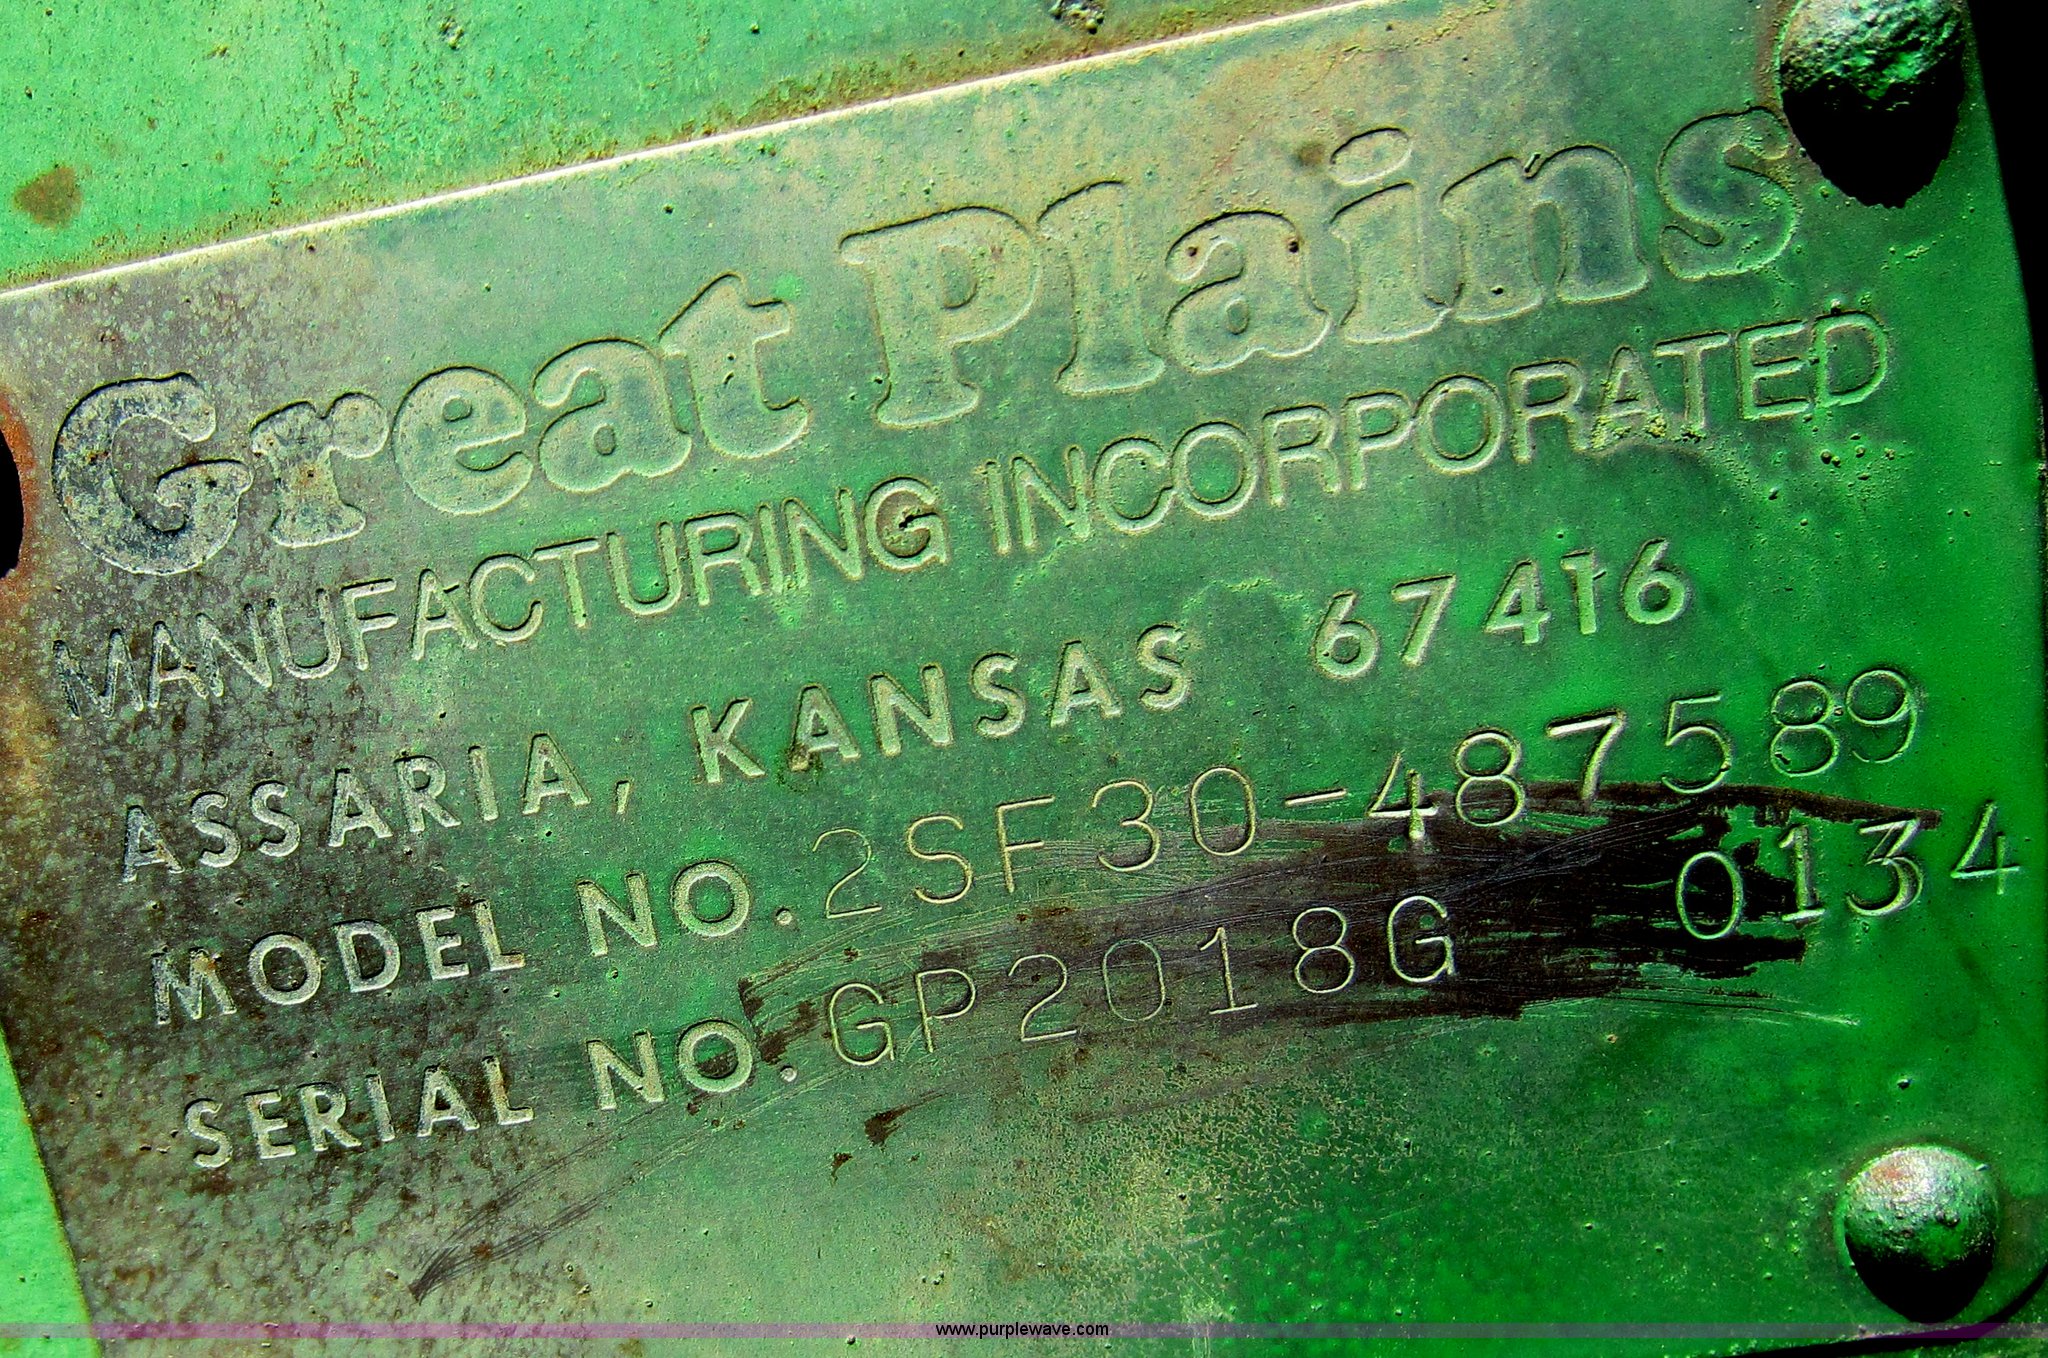 Great Plains
MANUFACTURING INCORPORATED
ASSARIA, KANSAS 67416
MODEL NO. 2SF30-487589
SERIAL NO. GP2018G 0134
www.purplewave.com